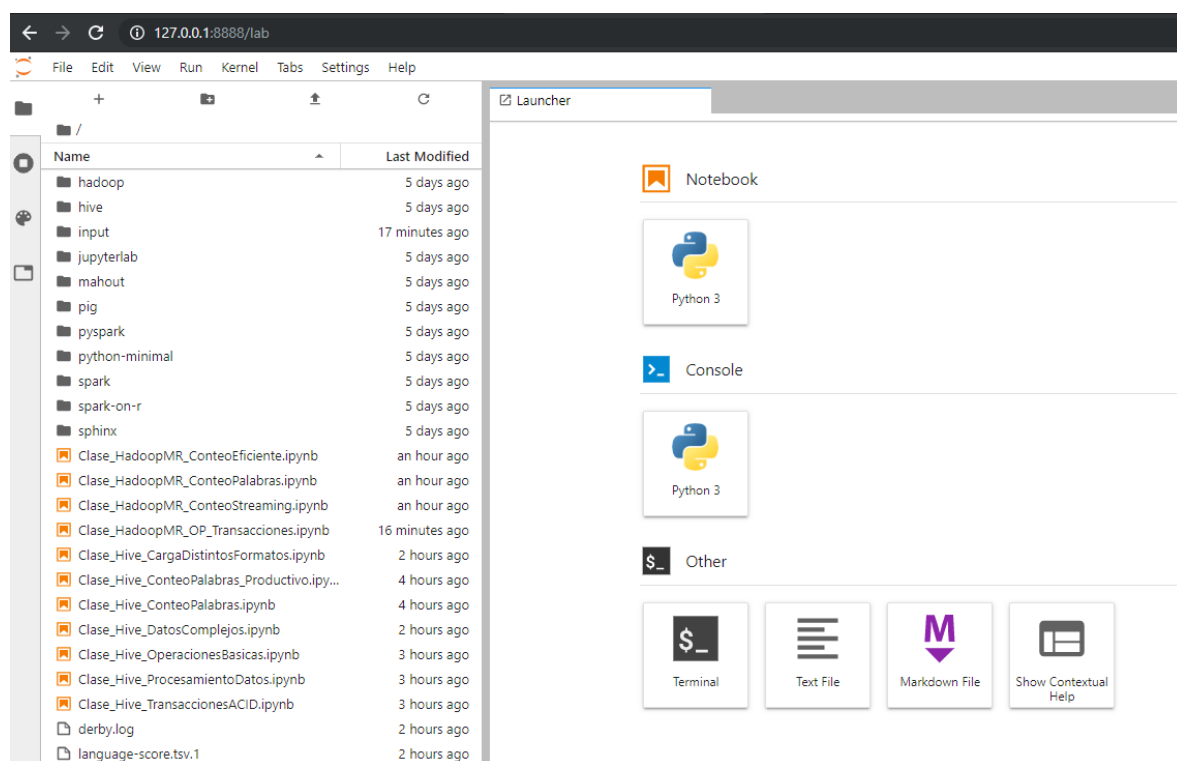 127.0.0.1:8888/lab
File Edit View Run Kernel Tabs Settings Help
Launcher
/
Name Last Modified
hadoop 5 days ago
hive 5 days ago
input 17 minutes ago
jupyterlab 5 days ago
mahout 5 days ago
pig 5 days ago
pyspark 5 days ago
python-minimal 5 days ago
spark 5 days ago
spark-on-r 5 days ago
sphinx 5 days ago
Clase_HadoopMR_ConteoEficiente.ipynb an hour ago
Clase_HadoopMR_ConteoPalabras.ipynb an hour ago
Clase_HadoopMR_ConteoStreaming.ipynb an hour ago
Clase_HadoopMR_OP_Transacciones.ipynb 16 minutes ago
Clase_Hive_CargaDistintosFormatos.ipynb 2 hours ago
Clase_Hive_ConteoPalabras_Productivo.ipy... 4 hours ago
Clase_Hive_ConteoPalabras.ipynb 4 hours ago
Clase_Hive_DatosComplejos.ipynb 2 hours ago
Clase_Hive_OperacionesBasicas.ipynb 3 hours ago
Clase_Hive_ProcesamientoDatos.ipynb 3 hours ago
Clase_Hive_TransaccionesACID.ipynb 3 hours ago
derby.log 2 hours ago
language-score.tsv.1 2 hours ago
Notebook
Python 3
Console
Python 3
$_ Other
$_ M
Terminal Text File Markdown File Show Contextual
Help